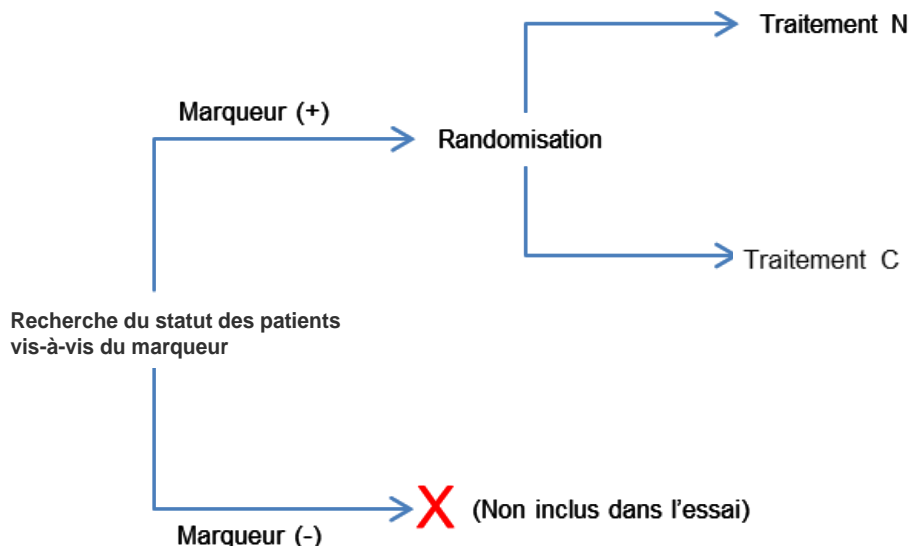 Traitement N
Marqueur (+)
Randomisation
Traitement C
Recherche du statut des patients
vis-à-vis du marqueur
X (Non inclus dans l'essai)
Marqueur (-)